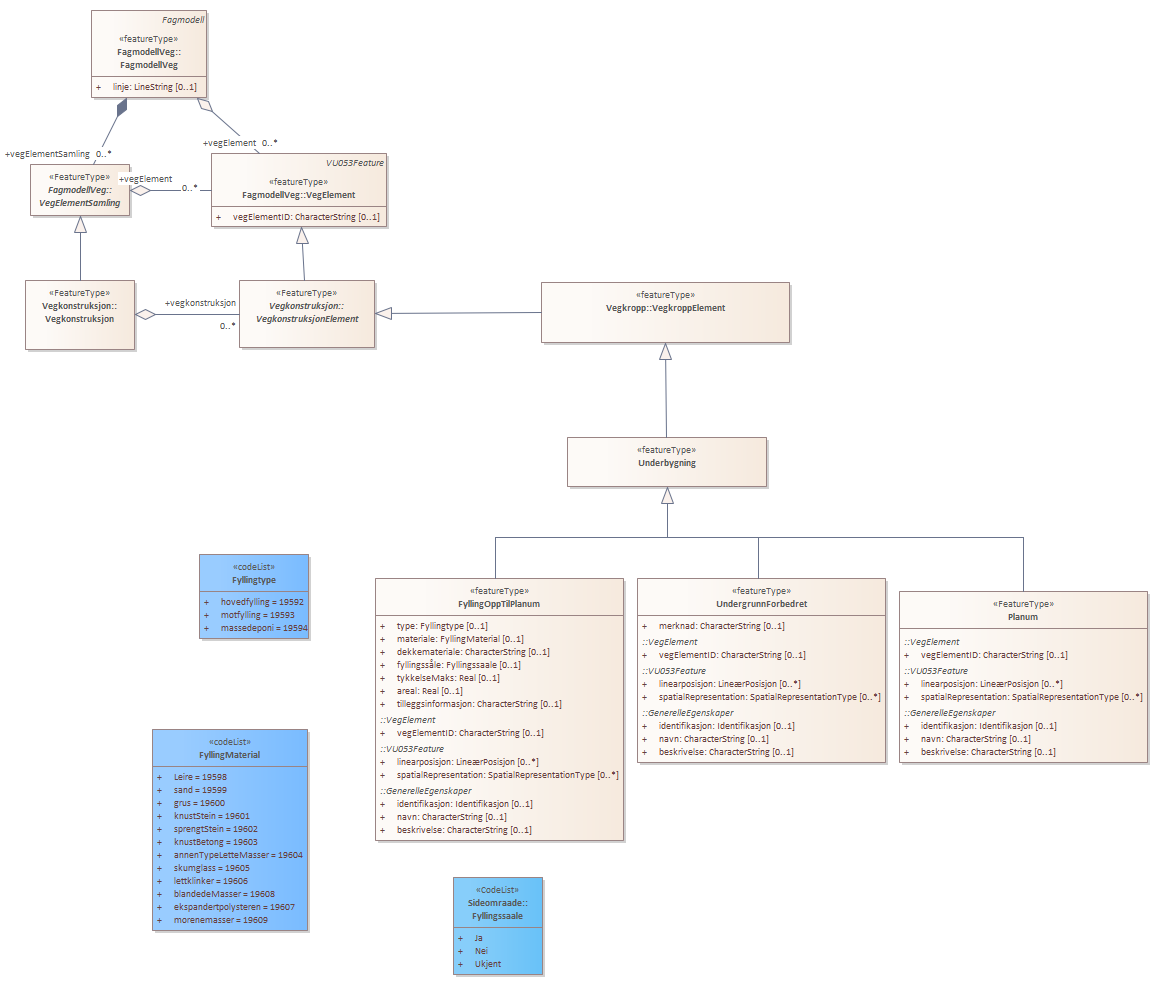 Fagmodell
«featureType»
FagmodellVeg::
FagmodellVeg
+ linje: LineString [0..1]
+vegElementSamling 0..*
+vegElement 0..*
«FeatureType»
FagmodellVeg::
VegElementSamling
+vegElement
0..*
VU053Feature
«featureType»
FagmodellVeg::VegElement
+ vegElementID: CharacterString [0..1]
«FeatureType»
Vegkonstruksjon::
Vegkonstruksjon
+vegkonstruksjon
0..*
«FeatureType»
Vegkonstruksjon::
VegkonstruksjonElement
«featureType»
Vegkropp::VegkroppElement
«featureType»
Underbygning
«codeList»
Fyllingtype
+ hovedfylling = 19592
+ motfylling = 19593
+ massedeponi = 19594
«featureType»
FyllingOppTilPlanum
+ type: Fyllingtype [0..1]
+ materiale: FyllingMaterial [0..1]
+ dekkemateriale: CharacterString [0..1]
+ fyllingssåle: Fyllingssaale [0..1]
+ tykkelseMaks: Real [0..1]
+ areal: Real [0..1]
+ tilleggsinformasjon: CharacterString [0..1]
::VegElement
+ vegElementID: CharacterString [0..1]
::VU053Feature
+ linearposisjon: LineærPosisjon [0..*]
+ spatialRepresentation: SpatialRepresentationType [0..*]
::GenerelleEgenskaper
+ identifikasjon: Identifikasjon [0..1]
+ navn: CharacterString [0..1]
+ beskrivelse: CharacterString [0..1]
«featureType»
UndergrunnForbedret
+ merknad: CharacterString [0..1]
::VegElement
+ vegElementID: CharacterString [0..1]
::VU053Feature
+ linearposisjon: LineærPosisjon [0..*]
+ spatialRepresentation: SpatialRepresentationType [0..*]
::GenerelleEgenskaper
+ identifikasjon: Identifikasjon [0..1]
+ navn: CharacterString [0..1]
+ beskrivelse: CharacterString [0..1]
«FeatureType»
Planum
::VegElement
+ vegElementID: CharacterString [0..1]
::VU053Feature
+ linearposisjon: LineærPosisjon [0..*]
+ spatialRepresentation: SpatialRepresentationType [0..*]
::GenerelleEgenskaper
+ identifikasjon: Identifikasjon [0..1]
+ navn: CharacterString [0..1]
+ beskrivelse: CharacterString [0..1]
«codeList»
FyllingMaterial
+ Leire = 19598
+ sand = 19599
+ grus = 19600
+ knustStein = 19601
+ sprengtStein = 19602
+ knustBetong = 19603
+ annenTypeLetteMasser = 19604
+ skumglass = 19605
+ lettklinker = 19606
+ blandedeMasser = 19608
+ ekspandertpolysteren = 19607
+ morenemasser = 19609
«CodeList»
Sideomraade::
Fyllingssaale
+ Ja
+ Nei
+ Ukjent